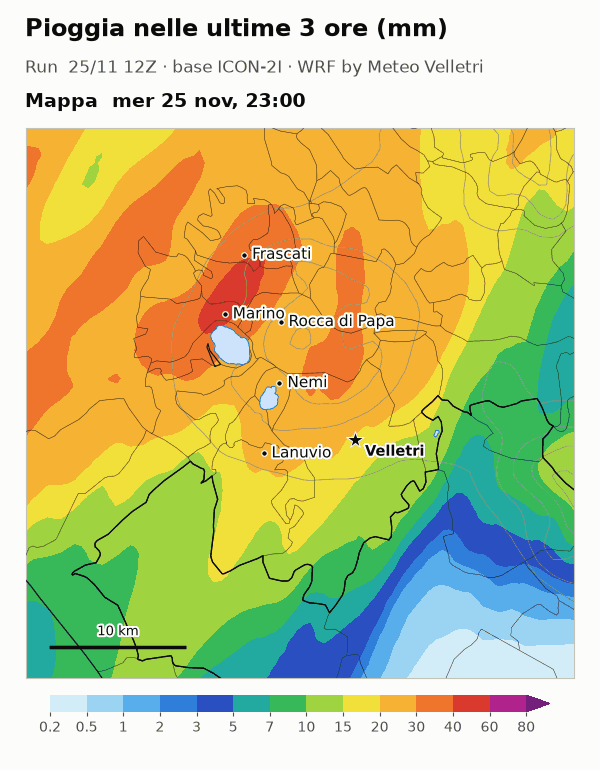 Pioggia nelle ultime 3 ore (mm)
Run 25/11 12Z · base ICON-2I · WRF by Meteo Velletri
Mappa mer 25 nov, 23:00
Frascati
Marino
Rocca di Papa
Nemi
Velletri
Lanuvio
10 km
0.2 0.5 1 2 3 5 7 10 15 20 30 40 60 80